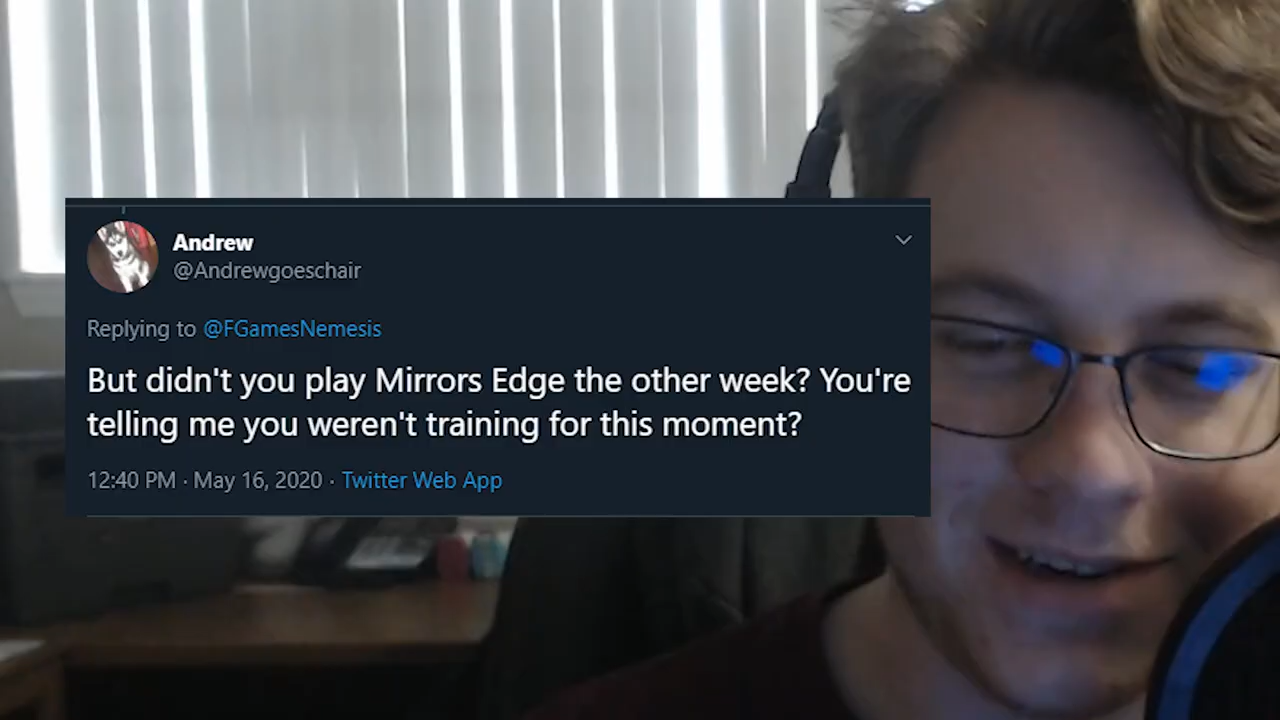 Andrew
@Andrewgoeschair
Replying to @FGamesNemesis
But didn't you play Mirrors Edge the other week? You're
telling me you weren't training for this moment?
12:40 PM · May 16, 2020 · Twitter Web App